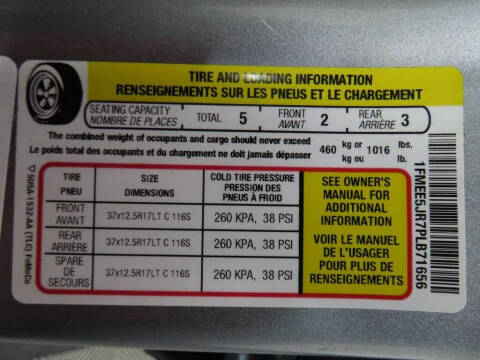 TIRE AND LOADING INFORMATION
RENSEIGNEMENTS SUR LES PNEUS ET LE CHARGEMENT
SEATING CAPACITY
NOMBRE DE PLACES
TOTAL 5
FRONT
AVANT 2
REAR
ARRIÈRE 3
The combined weight of occupants and cargo should never exceed
Le poids total des occupants et du chargement ne doit jamais dépasser
460 kg or 1016 lbs.
kg ou lb.
TIRE
PNEU
SIZE
DIMENSIONS
COLD TIRE PRESSURE
PRESSION DES
PNEUS À FROID
FRONT
AVANT
37x12.5R17LT C 116S
260 KPA, 38 PSI
REAR
ARRIÈRE
37x12.5R17LT C 116S
260 KPA, 38 PSI
SPARE
DE
SECOURS
37x12.5R17LT C 116S
260 KPA, 38 PSI
SEE OWNER'S
MANUAL FOR
ADDITIONAL
INFORMATION
VOIR LE MANUEL
DE L'USAGER
POUR PLUS DE
RENSEIGNEMENTS
1FMEE5JR7PLB71656